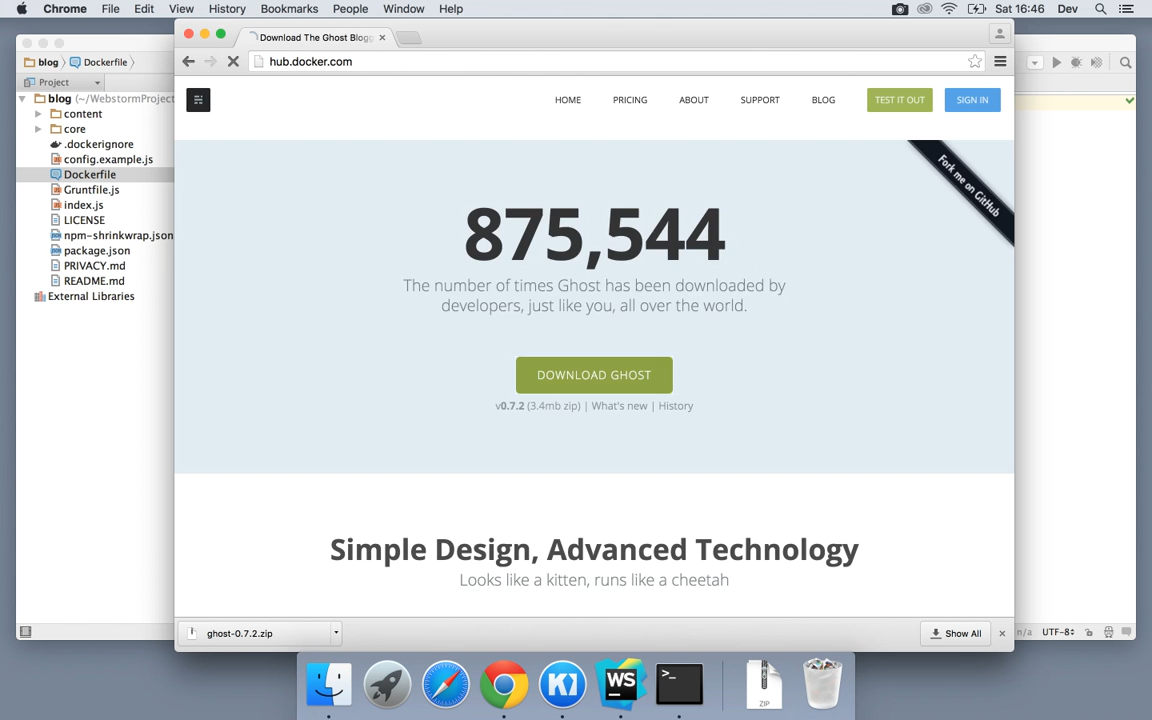 Chrome File Edit View History Bookmarks People Window Help Sat 16:46 Dev
Download The Ghost Blogg
blog Dockerfile
hub.docker.com
Project
blog (~/WebstormProject
content
core
.dockerignore
config.example.js
Dockerfile
Gruntfile.js
index.js
LICENSE
npm-shrinkwrap.json
package.json
PRIVACY.md
README.md
External Libraries
HOME PRICING ABOUT SUPPORT BLOG TEST IT OUT SIGN IN
Fork me on GitHub
875,544
The number of times Ghost has been downloaded by
developers, just like you, all over the world.
DOWNLOAD GHOST
v0.7.2 (3.4mb zip) | What's new | History
Simple Design, Advanced Technology
Looks like a kitten, runs like a cheetah
ghost-0.7.2.zip Show All
n/a UTF-8
WS
>_
ZIP